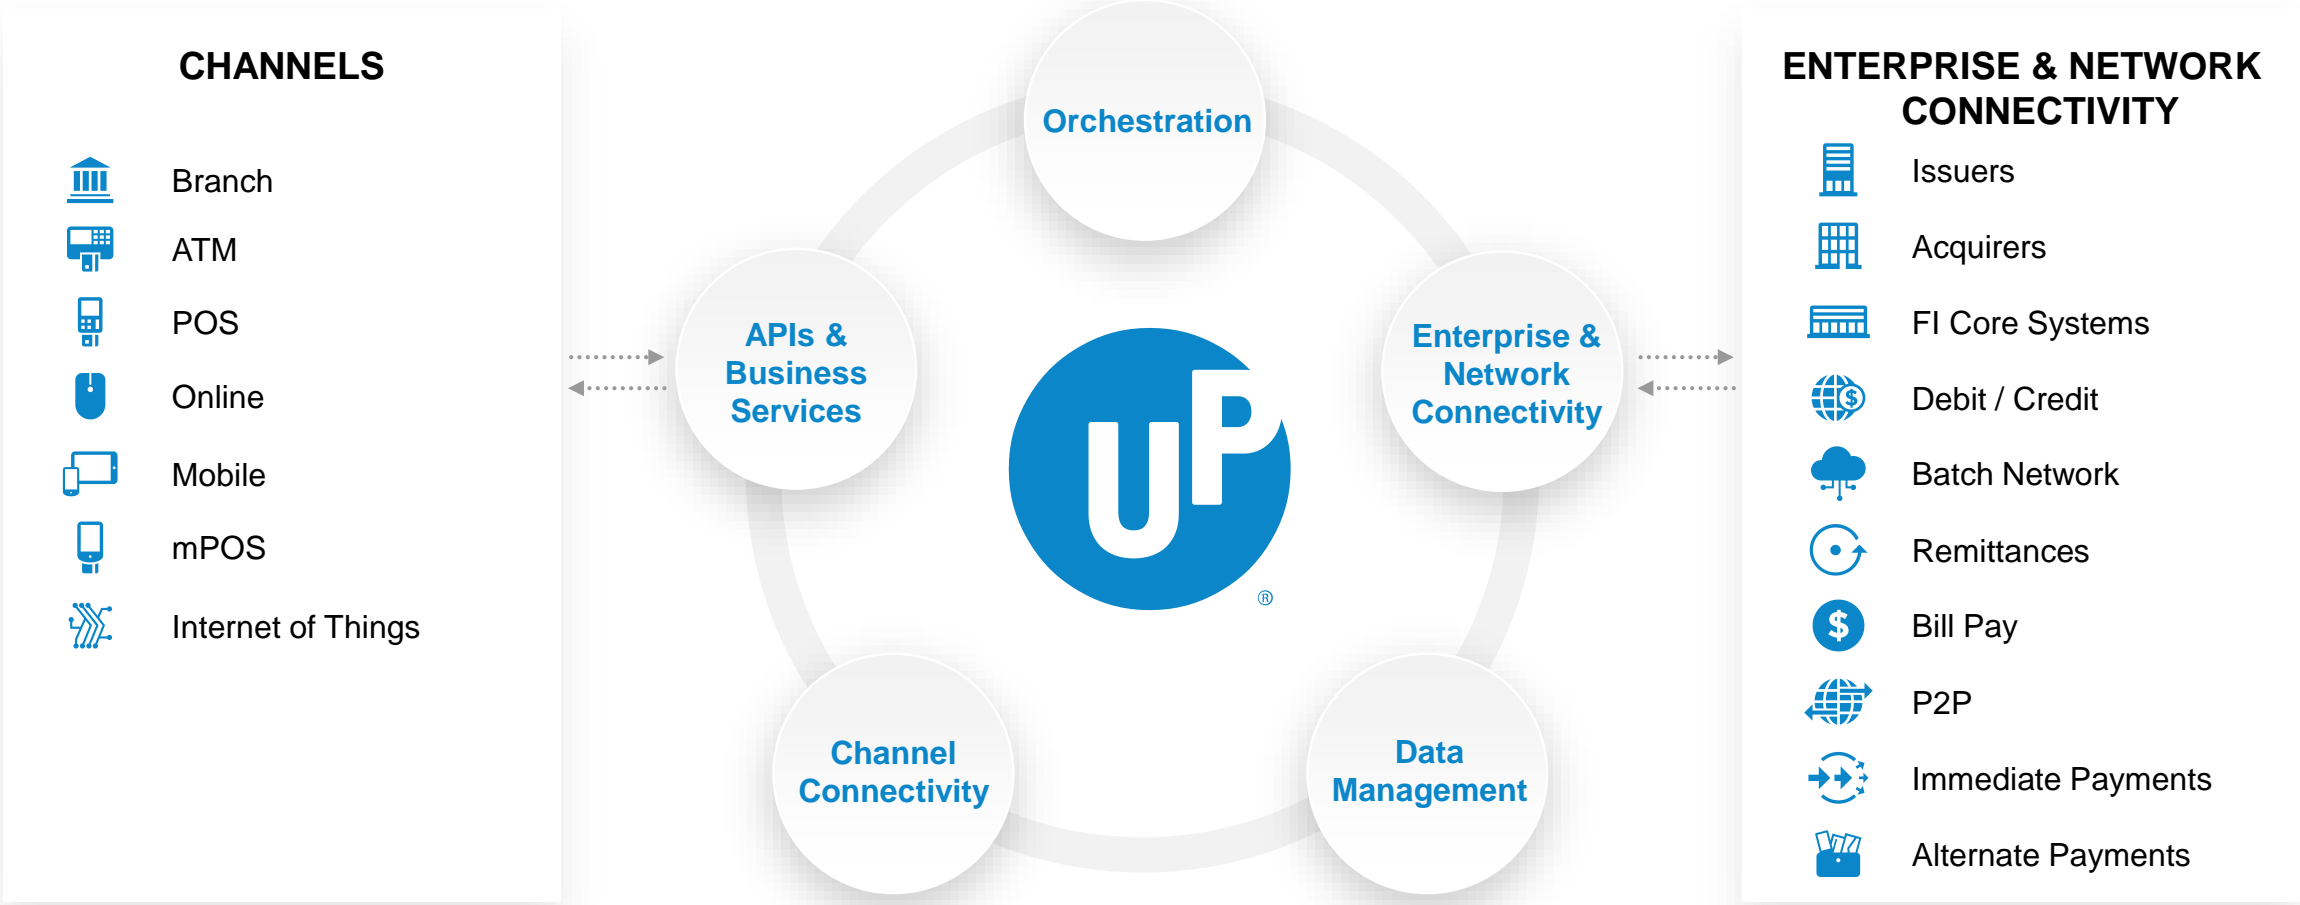 CHANNELS
Branch
ATM
POS
Online
Mobile
mPOS
Internet of Things
Orchestration
APIs &
Business
Services
Enterprise &
Network
Connectivity
UP
®
Channel
Connectivity
Data
Management
ENTERPRISE & NETWORK
CONNECTIVITY
Issuers
Acquirers
FI Core Systems
Debit / Credit
Batch Network
Remittances
Bill Pay
P2P
Immediate Payments
Alternate Payments